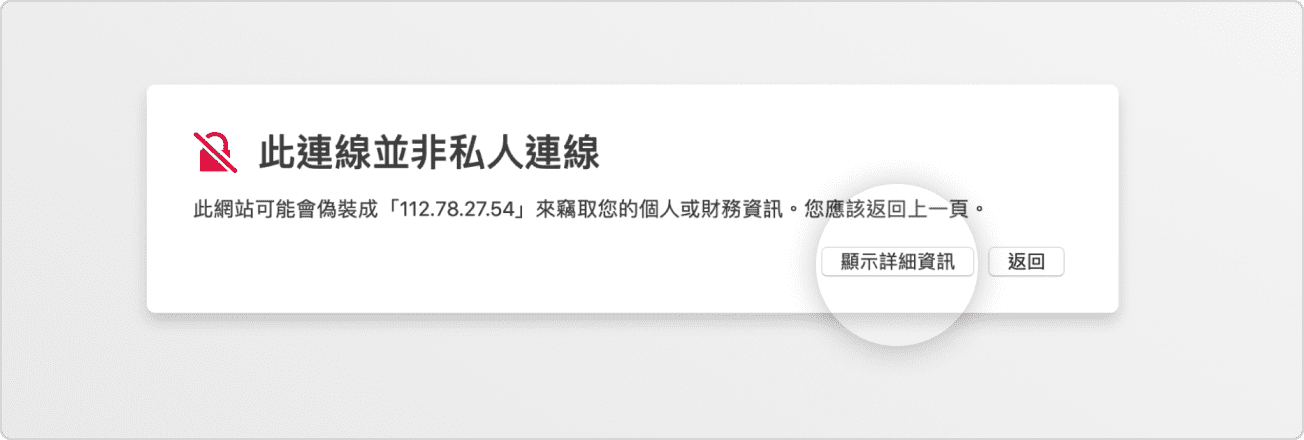 此連線並非私人連線
此網站可能會偽裝成「112.78.27.54」來竊取您的個人或財務資訊。您應該返回上一頁。
顯示詳細資訊 返回